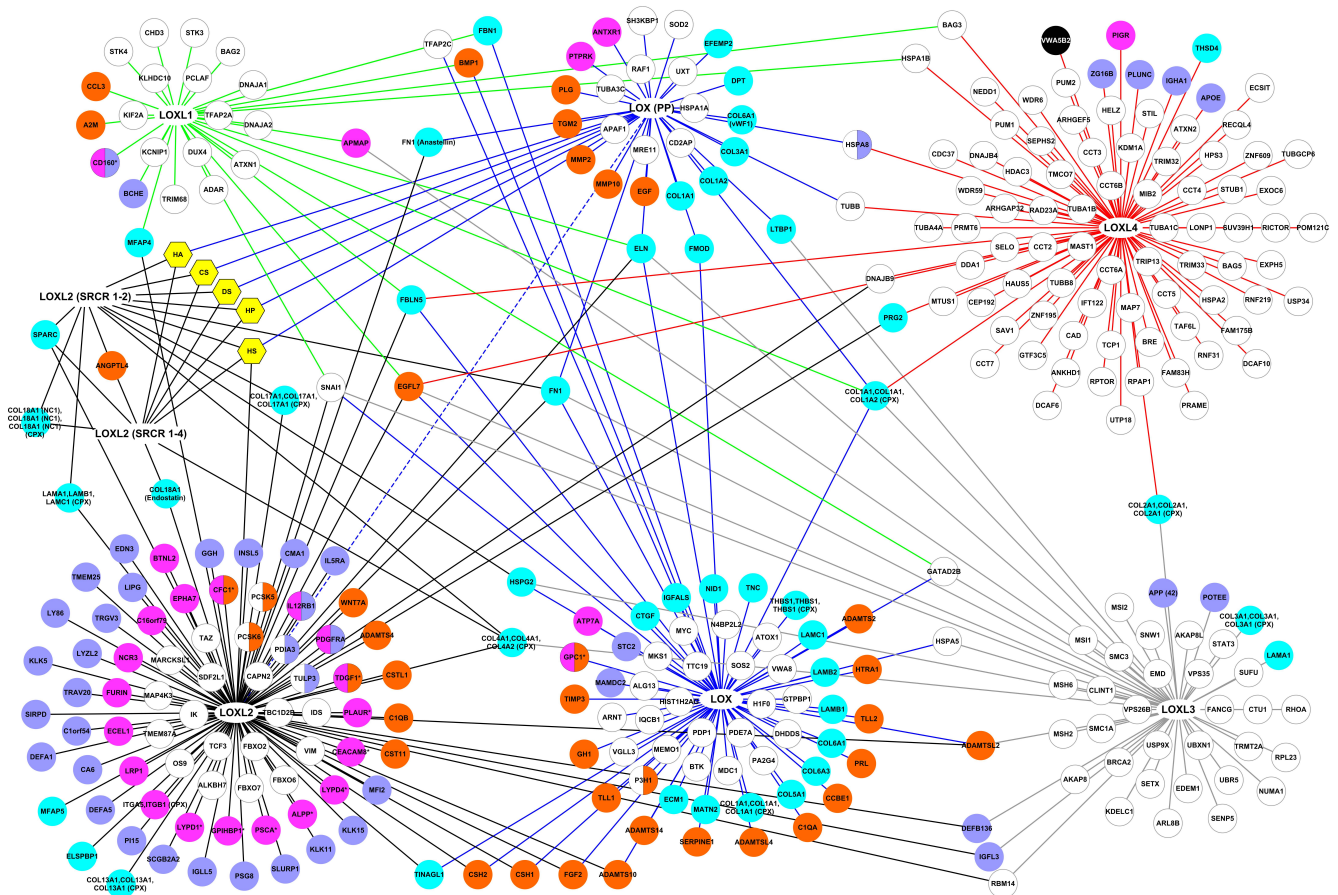 CHD3
STK3
STK4
BAG2
KLHDC10
PCLAF
CCL3
DNAJA1
LOXL1
KIF2A
TFAP2A
A2M
DNAJA2
KCNIP1
DUX4
CD160*
ATXN1
BCHE
ADAR
TRIM68
MFAP4
FBN1
TFAP2C
BMP1
APMAP
FN1 (Anastellin)
SH3KBP1
SOD2
ANTXR1
EFEMP2
PTPRK
RAF1
UXT
DPT
PLG
TUBA3C
LOX (PP)
HSPA1A
COL6A1
(vWF1)
TGM2
APAF1
MRE11
CD2AP
COL3A1
MMP2
MMP10
EGF
COL1A2
COL1A1
HSPA8
TUBB
LTBP1
ELN
FMOD
BAG3
HSPA1B
VWA5B2
PIGR
THSD4
ZG16B
PLUNC
IGHA1
PUM2
APOE
NEDD1
WDR6
HELZ
ECSIT
ARHGEF5
STIL
PUM1
SEPHS2
ATXN2
RECQL4
CCT3
KDM1A
TRIM32
HPS3
ZNF609
TUBGCP6
CDC37
DNAJB4
HDAC3
TMCO7
CCT6B
MIB2
CCT4
STUB1
EXOC6
WDR59
ARHGAP32
RAD23A
TUBA1B
TUBA4A
PRMT6
LOXL4
TUBA1C
LONP1
SUV39H1
RICTOR
POM121C
SELO
CCT2
MAST1
DDA1
TRIP13
TRIM33
BAG5
EXPH5
DNAJB9
HAUS5
TUBB8
CCT6A
MTUS1
CEP192
IFT122
MAP7
CCT5
HSPA2
RNF219
USP34
PRG2
ZNF195
TAF6L
FAM175B
SAV1
CAD
TCP1
BRE
RNF31
DCAF10
CCT7
GTF3C5
ANKHD1
RPTOR
RPAP1
FAM83H
DCAF6
UTP18
PRAME
HA
CS
DS
HP
HS
LOXL2 (SRCR 1-2)
SPARC
ANGPTL4
FBLN5
SNAI1
EGFL7
FN1
COL1A1,COL1A1,
COL1A2 (CPX)
COL17A1,COL17A1,
COL17A1 (CPX)
COL18A1 (NC1),
COL18A1 (NC1),
COL18A1 (NC1)
(CPX)
LOXL2 (SRCR 1-4)
LAMA1,LAMB1,
LAMC1 (CPX)
COL18A1
(Endostatin)
COL2A1,COL2A1,
COL2A1 (CPX)
EDN3
BTNL2
GGH
INSL5
CMA1
IL5RA
TMEM25
LIPG
EPHA7
CFC1*
PCSK5
IL12RB1
WNT7A
LY86
TRGV3
C16orf79
TAZ
PCSK6
PDIA3
PDGFRA
ADAMTS4
LYZL2
MARCKSL1
KLK5
NCR3
SDF2L1
CAPN2
TULP3
TDGF1*
CSTL1
TRAV20
FURIN
MAP4K3
SIRPD
IK
LOXL2
TBC1D2B
IDS
PLAUR*
C1QB
C1orf54
ECEL1
TMEM87A
TCF3
FBXO2
VIM
CEACAM8*
CST11
DEFA1
CA6
LRP1
OS9
FBXO6
LYPD4*
MFI2
ITGA5,ITGB1 (CPX)
ALKBH7
FBXO7
MFAP5
DEFA5
LYPD1*
GPIHBP1*
PSCA*
ALPP*
KLK15
ELSPBP1
PI15
SCGB2A2
IGLL5
PSG8
SLURP1
KLK11
COL13A1,COL13A1,
COL13A1 (CPX)
TINAGL1
CSH2
CSH1
FGF2
ADAMTS10
HSPG2
COL4A1,COL4A1,
COL4A2 (CPX)
CTGF
IGFALS
NID1
TNC
THBS1,THBS1,
THBS1 (CPX)
ADAMTS2
ATP7A
MYC
N4BP2L2
ATOX1
LAMC1
GPC1*
STC2
MKS1
TTC19
SOS2
VWA8
LAMB2
HTRA1
MAMDC2
ALG13
TIMP3
HIST1H2AD
LOX
H1F0
GTPBP1
LAMB1
TLL2
ARNT
IQCB1
PDP1
PDE7A
DHDDS
COL6A1
GH1
VGLL3
MEMO1
BTK
MDC1
PA2G4
COL6A3
PRL
P3H1
TLL1
ECM1
MATN2
COL1A1,COL1A1,
COL1A1 (CPX)
COL5A1
CCBE1
ADAMTS14
SERPINE1
ADAMTSL4
C1QA
ADAMTSL2
GATAD2B
HSPA5
DEFB136
IGFL3
RBM14
APP (42)
POTEE
MSI2
MSI1
SNW1
AKAP8L
STAT3
COL3A1,COL3A1,
COL3A1 (CPX)
SMC3
EMD
VPS35
SUFU
LAMA1
MSH6
CLINT1
VPS26B
LOXL3
FANCG
CTU1
RHOA
MSH2
SMC1A
BRCA2
USP9X
UBXN1
TRMT2A
RPL23
AKAP8
SETX
EDEM1
UBR5
NUMA1
KDELC1
ARL8B
SENP5